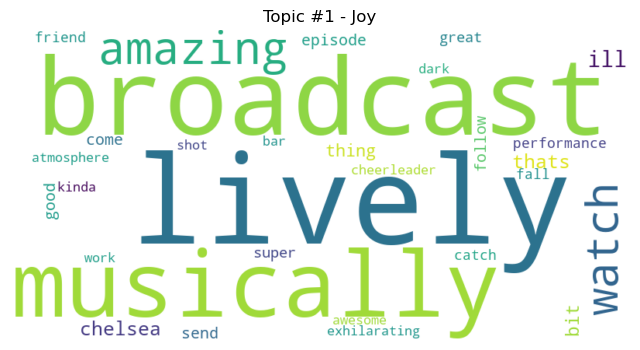 Topic #1 - Joy
friend
amazing
episode
great
ill
broadcast
dark
come
shot
bar
follow
performance
atmosphere
thing
thats
cheerleader
fall
good
kinda
lively
watch
work
super
catch
musically
chelsea
send
awesome
exhilarating
bit